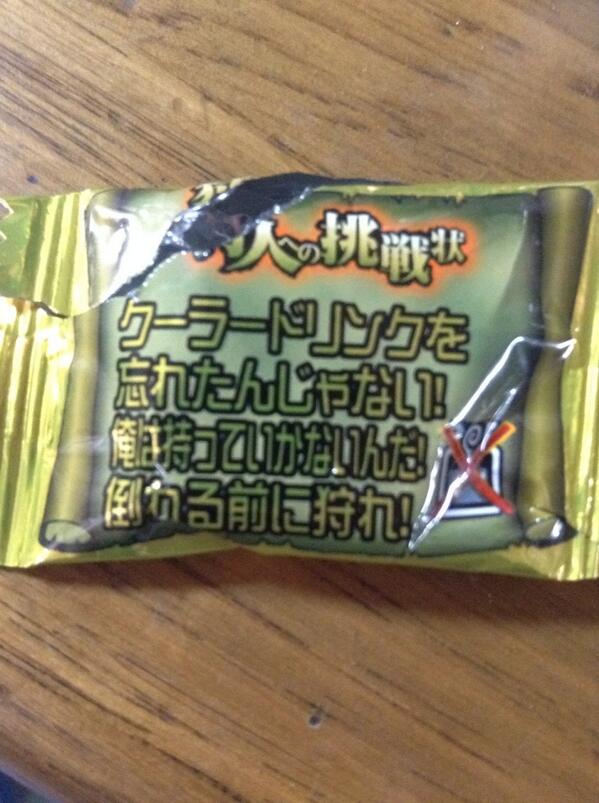 人への挑戦状
クーラードリンクを
忘れたんじゃない!
俺は持っていかないんだ!
倒れる前に狩れ!